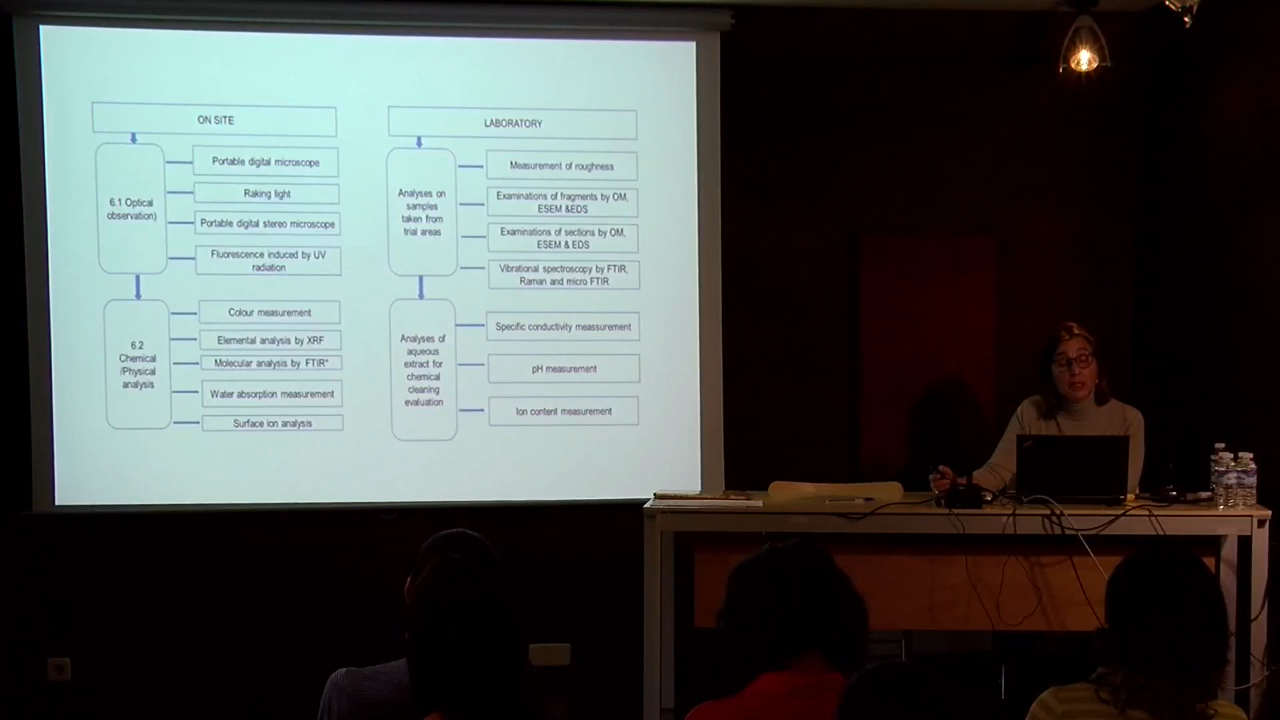 ON SITE
6.1 Optical
observation)
Portable digital microscope
Raking light
Portable digital stereo microscope
Fluorescence induced by UV
radiation
6.2
Chemical
/Physical
analysis
Colour measurement
Elemental analysis by XRF
Molecular analysis by FTIR*
Water absorption measurement
Surface ion analysis
LABORATORY
Analyses on
samples
taken from
trial areas
Measurement of roughness
Examinations of fragments by OM,
ESEM &EDS
Examinations of sections by OM,
ESEM & EDS
Vibrational spectroscopy by FTIR,
Raman and micro FTIR
Analyses of
aqueous
extract for
chemical
cleaning
evaluation
Specific conductivity meassurement
pH measurement
Ion content measurement